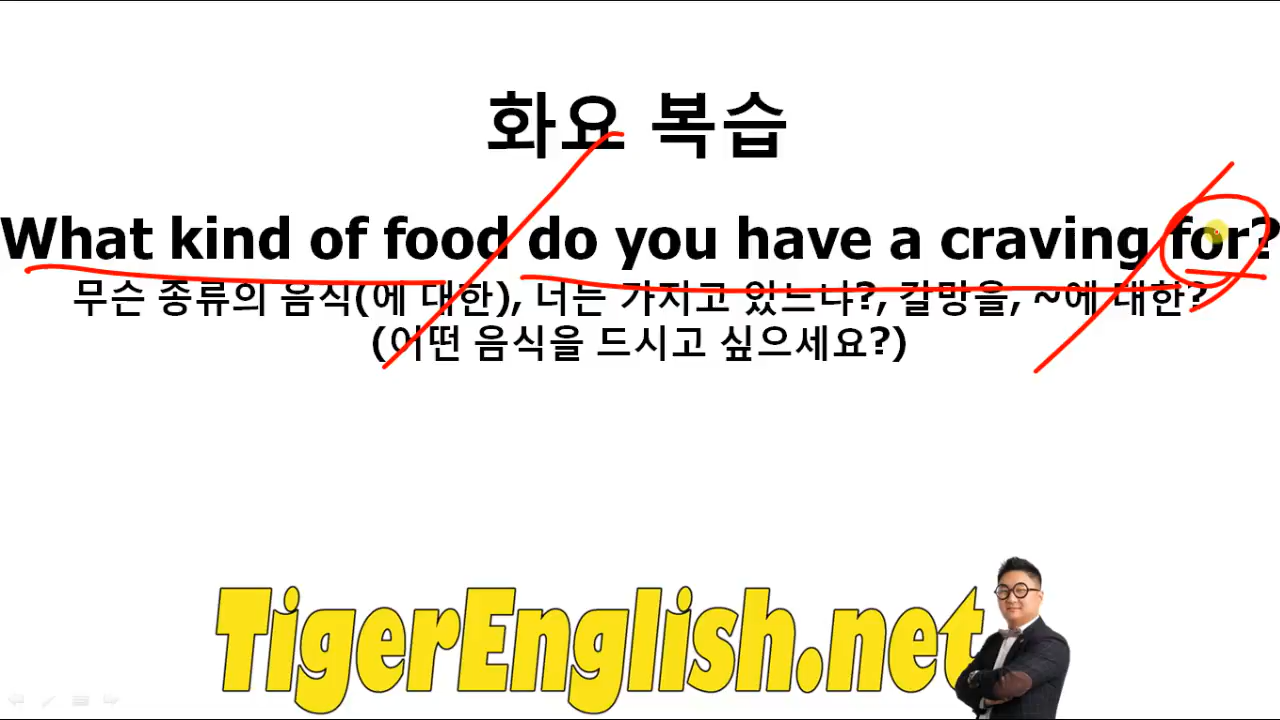 화요 복습
What kind of food do you have a craving for?
무슨 종류의 음식(에 대한), 너는 가지고 있느냐?, 갈망을, ~에 대한?
(어떤 음식을 드시고 싶으세요?)
TigerEnglish.net